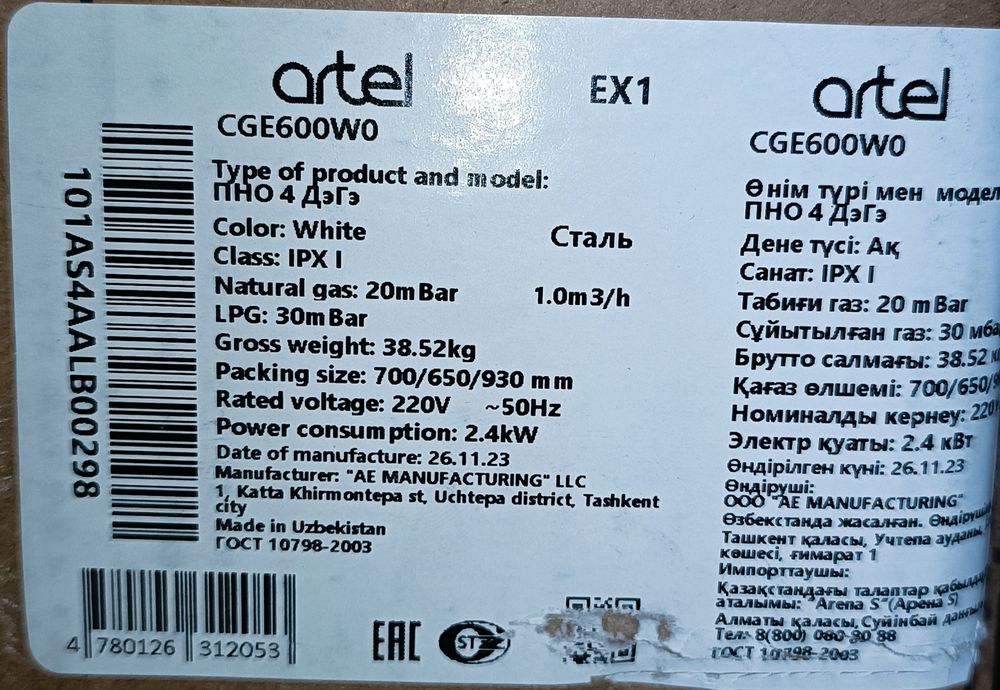 artel
EX1
CGE600W0
Type of product and model:
ПНО 4 ДэГэ
Color: White
Сталь
Class: IPX I
Natural gas: 20mBar
1.0m3/h
LPG: 30mBar
Gross weight: 38.52kg
Packing size: 700/650/930 mm
Rated voltage: 220V ~50Hz
Power consumption: 2.4kW
Date of manufacture: 26.11.23
Manufacturer: "AE MANUFACTURING" LLC
1, Katta Khirmontepa st, Uchtepa district, Tashkent
city
Made in Uzbekistan
ГОСТ 10798-2003
101AS4AALB00298
4 780126 312053
EAC
ST
artel
CGE600W0
Өнім түрі мен
ПНО 4 ДэГэ
Дене түсі: Ақ
Санат: IPX I
Табиғи газ: 20 mBar
Сұйытылған газ: 30
Брутто салмағы: 38.52
Қағаз өлшемі: 700/650/
Номиналды кернеу:
Электр қуаты: 2.4 кВт
Өндірілген күні: 26.11.23
Өндіруші:
ООО "AE MANUFACTURING"
Өзбекстанда жасалған.
Ташкент қаласы, Учтепа
көшесі, ғимарат 1
Импорттаушы:
Қазақстандағы талаптар
аталымы: "Arena S"(Арена S)
Алматы қаласы, Суйінбай
Тел: 8(800) 080 80 88
ГОСТ 10798-2003